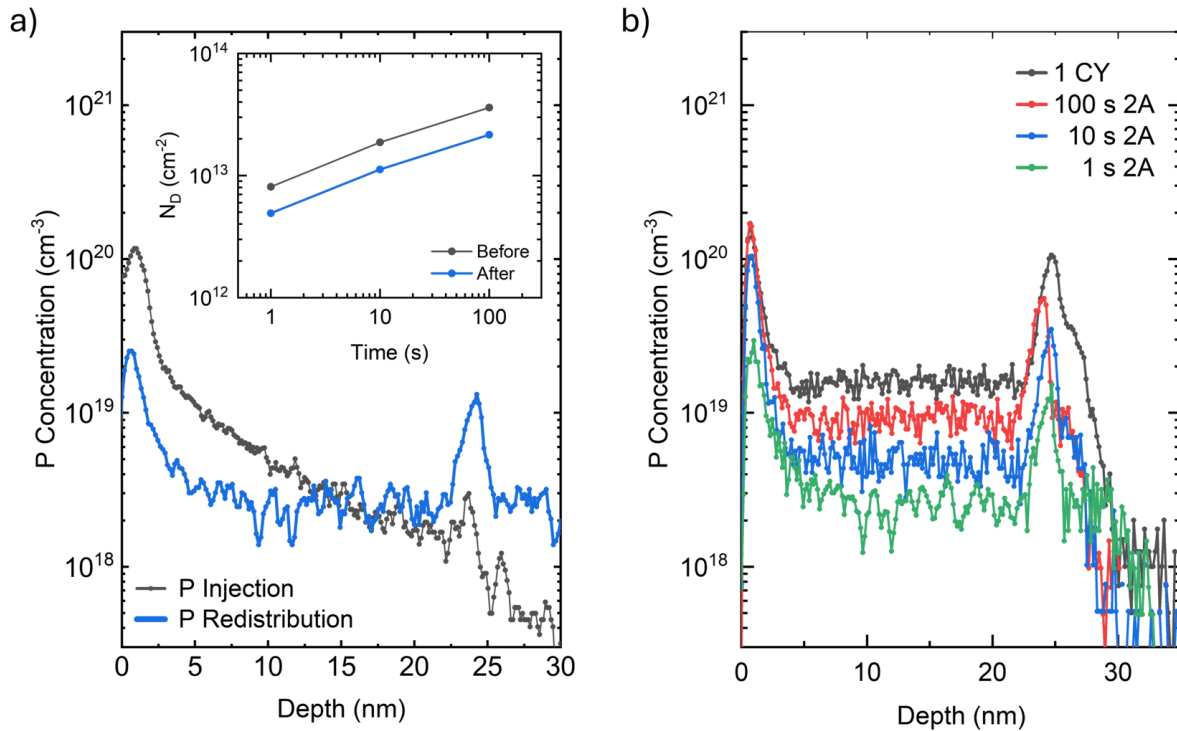 a)
P Concentration (cm-3)
10^21
10^20
10^19
10^18
0 5 10 15 20 25 30
Depth (nm)
P Injection
P Redistribution
N_D (cm-2)
10^14
10^13
10^12
1 10 100
Time (s)
Before
After
b)
P Concentration (cm-3)
10^21
10^20
10^19
10^18
0 10 20 30
Depth (nm)
1 CY
100 s 2A
10 s 2A
1 s 2A